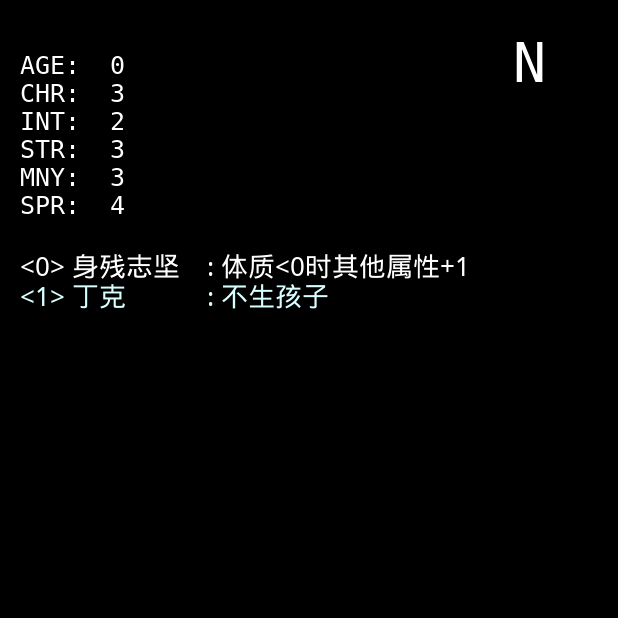 N
AGE: 0
CHR: 3
INT: 2
STR: 3
MNY: 3
SPR: 4
<0> 身残志坚 : 体质<0时其他属性+1
<1> 丁克 : 不生孩子